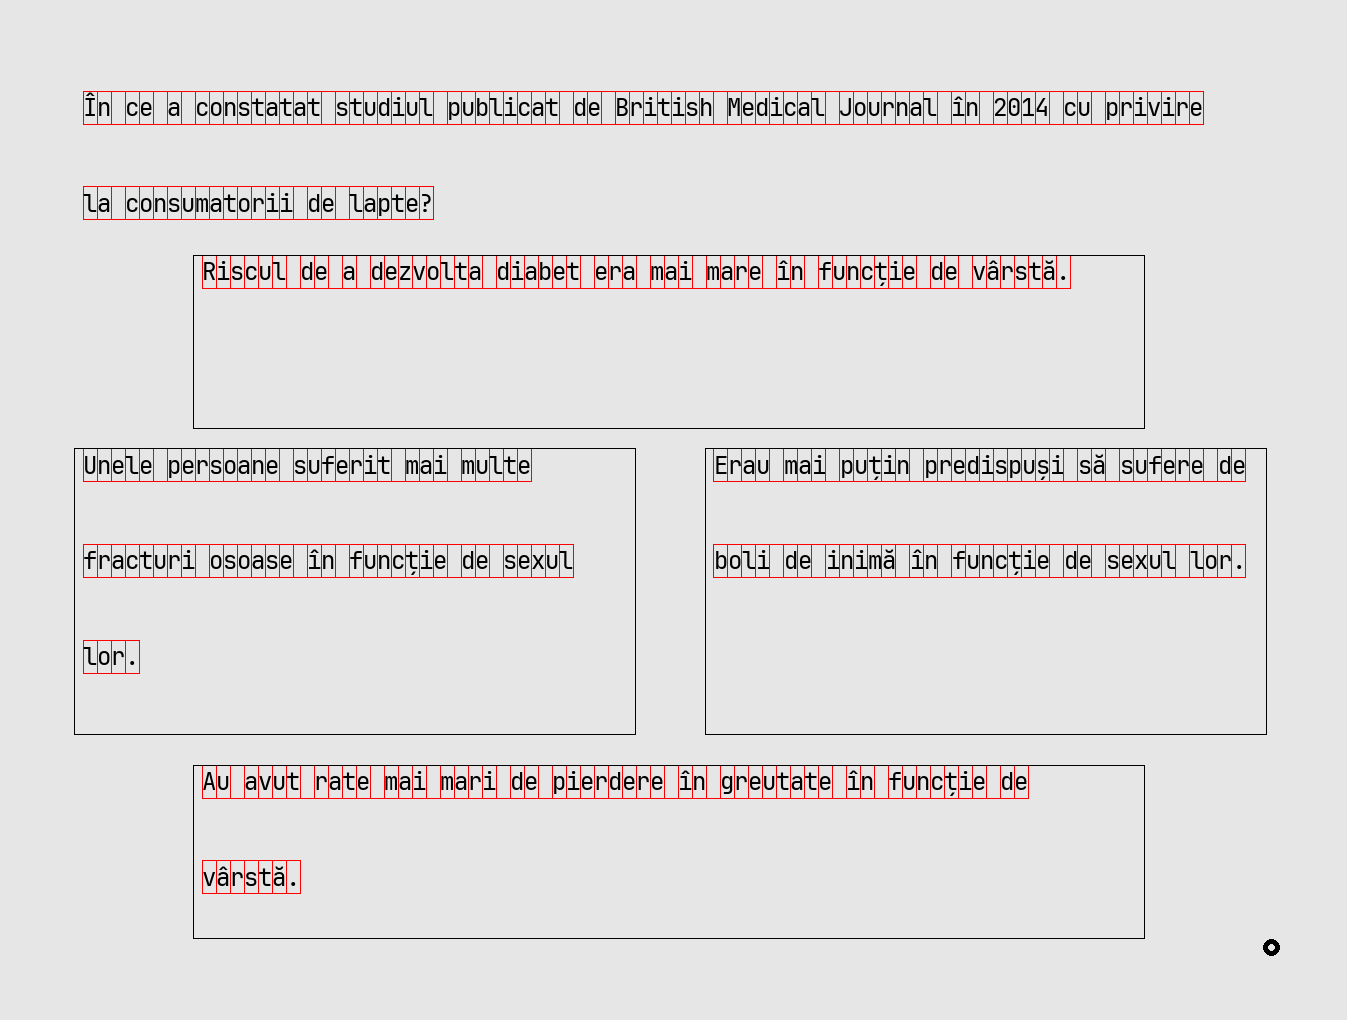 În ce a constatat studiul publicat de British Medical Journal în 2014 cu privire
la consumatorii de lapte?
Riscul de a dezvolta diabet era mai mare în funcție de vârstă.
Unele persoane suferit mai multe
fracturi osoase în funcție de sexul
lor.
Erau mai puțin predispuși să sufere de
boli de inimă în funcție de sexul lor.
Au avut rate mai mari de pierdere în greutate în funcție de
vârstă.